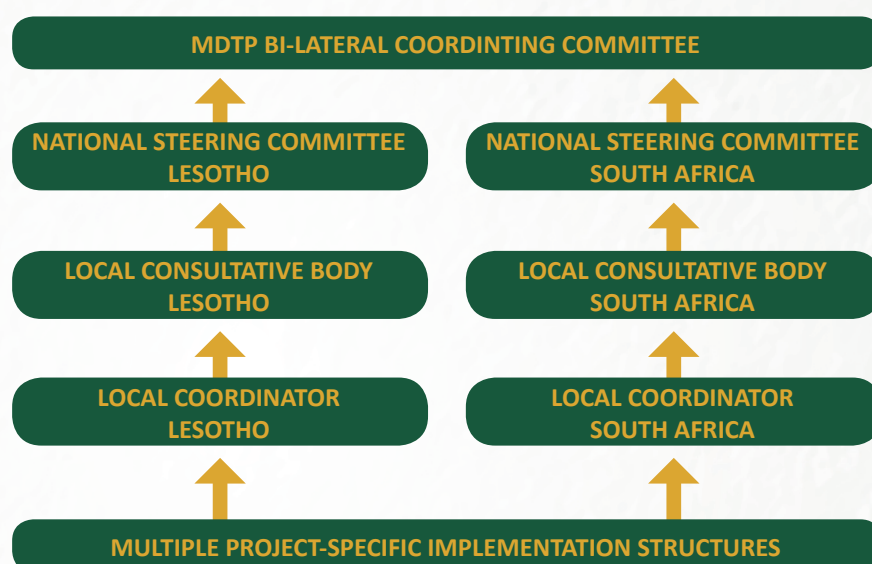 MDTP BI-LATERAL COORDINTING COMMITTEE
NATIONAL STEERING COMMITTEE
LESOTHO
NATIONAL STEERING COMMITTEE
SOUTH AFRICA
LOCAL CONSULTATIVE BODY
LESOTHO
LOCAL CONSULTATIVE BODY
SOUTH AFRICA
LOCAL COORDINATOR
LESOTHO
LOCAL COORDINATOR
SOUTH AFRICA
MULTIPLE PROJECT-SPECIFIC IMPLEMENTATION STRUCTURES